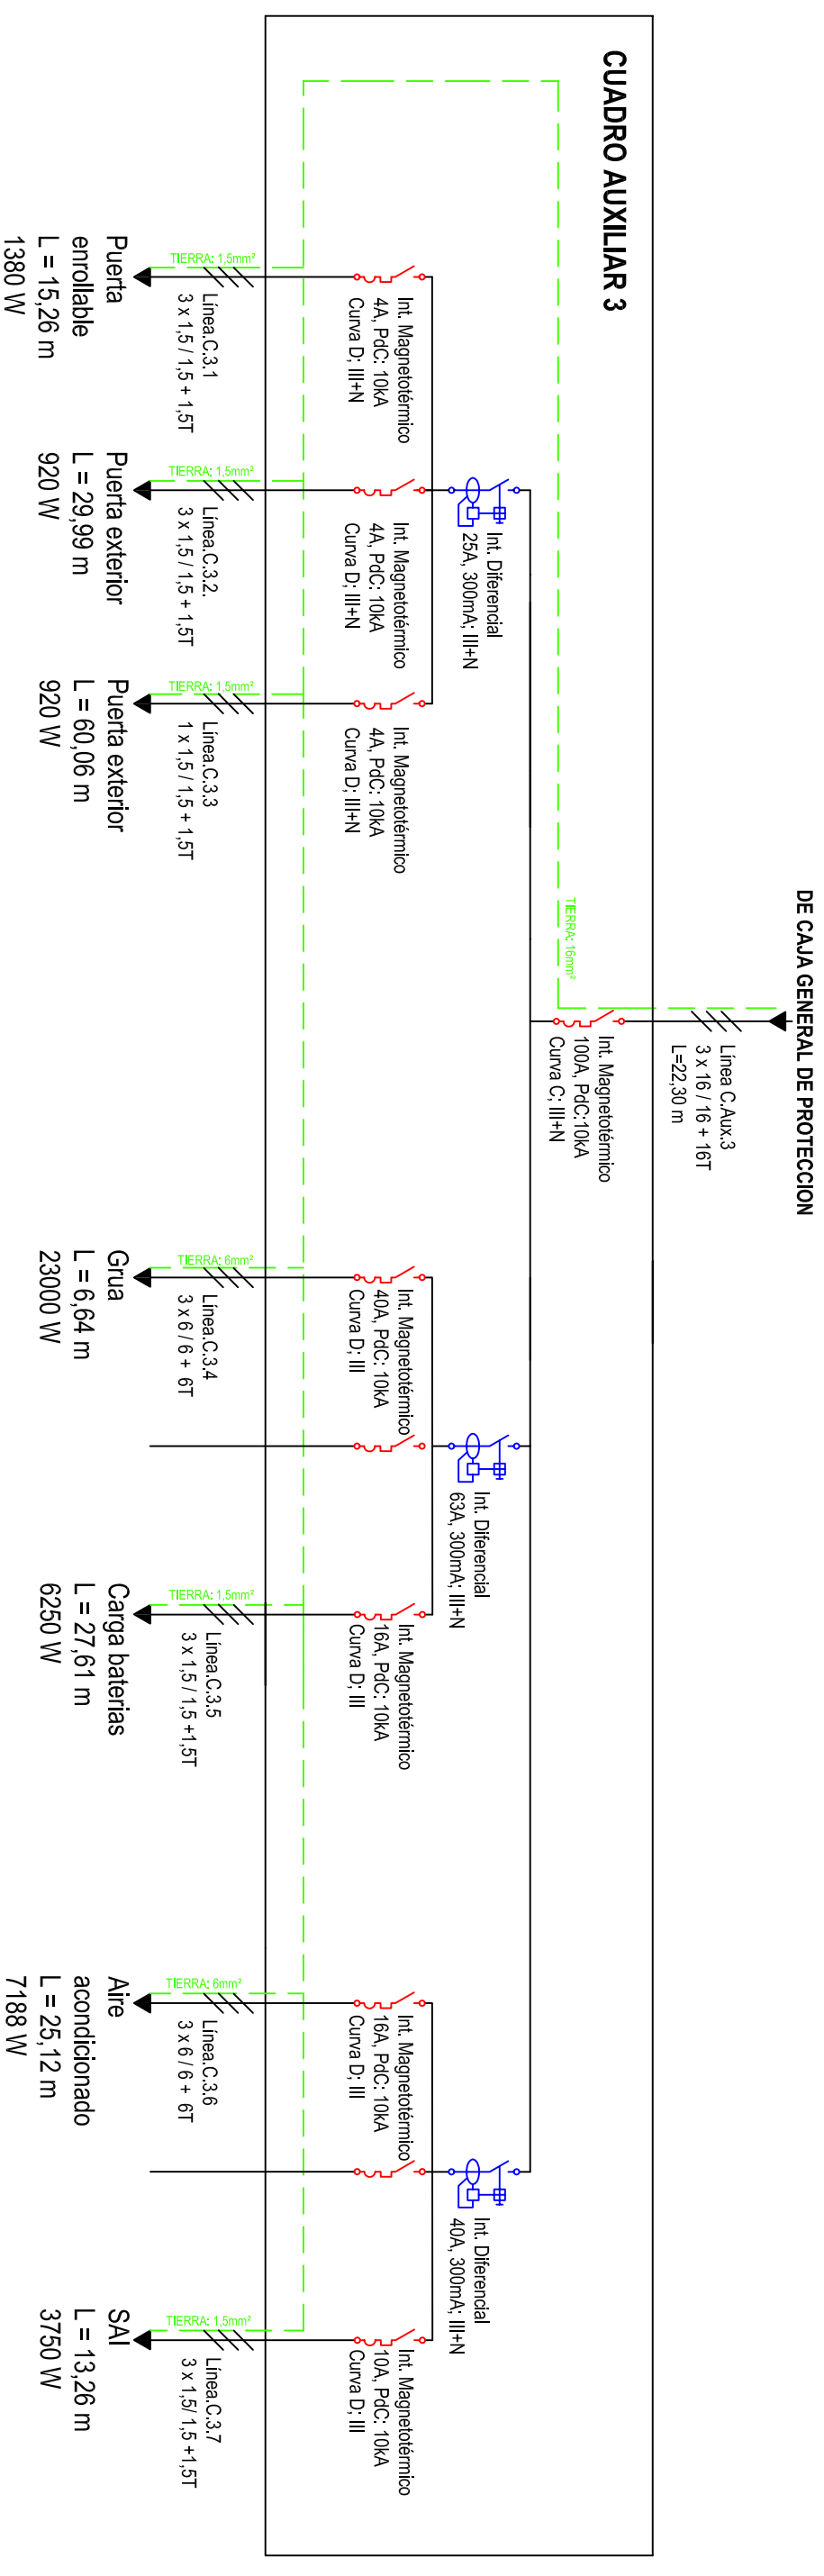 CUADRO AUXILIAR 3
DE CAJA GENERAL DE PROTECCION
Línea C.Aux.3
3 x 16 / 16 + 16T
L=22,30 m
TIERRA: 16mm²
Int. Magnetotérmico
100A, PdC:10kA
Curva C; III+N
Int. Diferencial
25A, 300mA; III+N
Int. Diferencial
63A, 300mA; III+N
Int. Diferencial
40A, 300mA; III+N
Int. Magnetotérmico
4A, PdC: 10kA
Curva D; III+N
Int. Magnetotérmico
4A, PdC: 10kA
Curva D; III+N
Int. Magnetotérmico
4A, PdC: 10kA
Curva D; III+N
Int. Magnetotérmico
40A, PdC: 10kA
Curva D; III
Int. Magnetotérmico
16A, PdC: 10kA
Curva D; III
Int. Magnetotérmico
16A, PdC: 10kA
Curva D; III
Int. Magnetotérmico
10A, PdC: 10kA
Curva D; III
TIERRA: 1,5mm²
Línea.C.3.1
3 x 1,5 / 1,5 + 1,5T
Puerta
enrollable
L = 15,26 m
1380 W
TIERRA: 1,5mm²
Línea.C.3.2.
3 x 1,5 / 1,5 + 1,5T
Puerta exterior
L = 29,99 m
920 W
TIERRA: 1,5mm²
Línea.C.3.3
1 x 1,5 / 1,5 + 1,5T
Puerta exterior
L = 60,06 m
920 W
TIERRA: 6mm²
Línea.C.3.4
3 x 6 / 6 + 6T
Grua
L = 6,64 m
23000 W
TIERRA: 1,5mm²
Línea.C.3.5
3 x 1,5 / 1,5 +1,5T
Carga baterias
L = 27,61 m
6250 W
TIERRA: 6mm²
Línea.C.3.6
3 x 6 / 6 + 6T
Aire
acondicionado
L = 25,12 m
7188 W
TIERRA: 1,5mm²
Línea.C.3.7
3 x 1,5/ 1,5 +1,5T
SAI
L = 13,26 m
3750 W